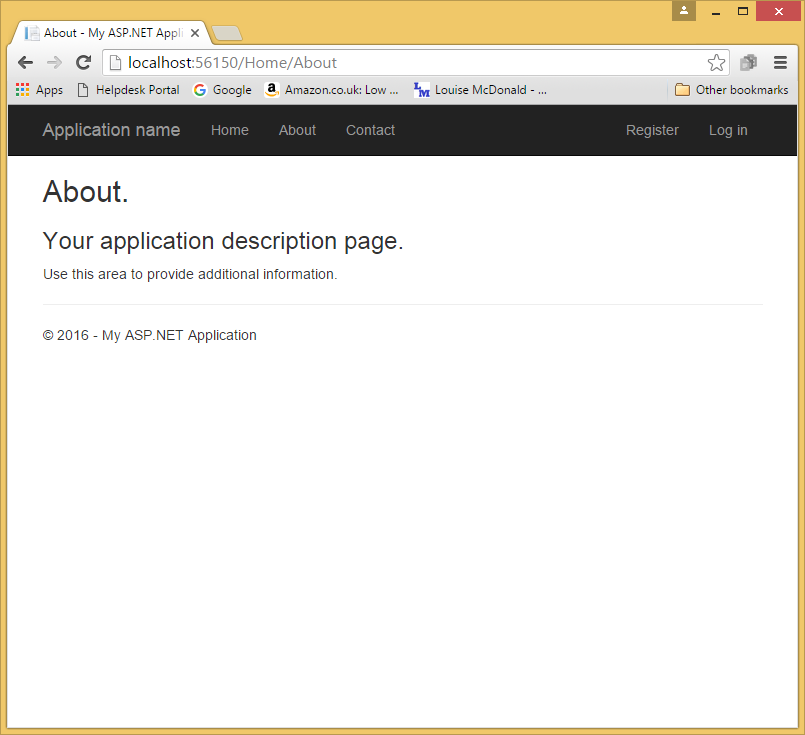 About - My ASP.NET Appli
localhost:56150/Home/About
Apps Helpdesk Portal Google Amazon.co.uk: Low ... Louise McDonald - ... Other bookmarks
Application name Home About Contact Register Log in
About.
Your application description page.
Use this area to provide additional information.
© 2016 - My ASP.NET Application